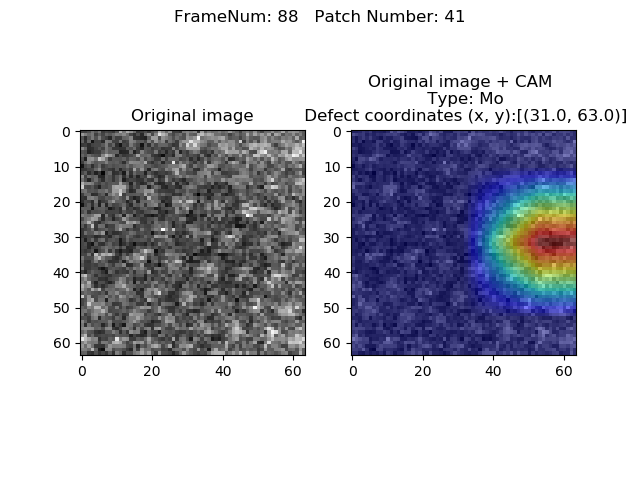 FrameNum: 88   Patch Number: 41
Original image
Original image + CAM
Type: Mo
Defect coordinates (x, y):[(31.0, 63.0)]
0
10
20
30
40
50
60
0 20 40 60
0
10
20
30
40
50
60
0 20 40 60